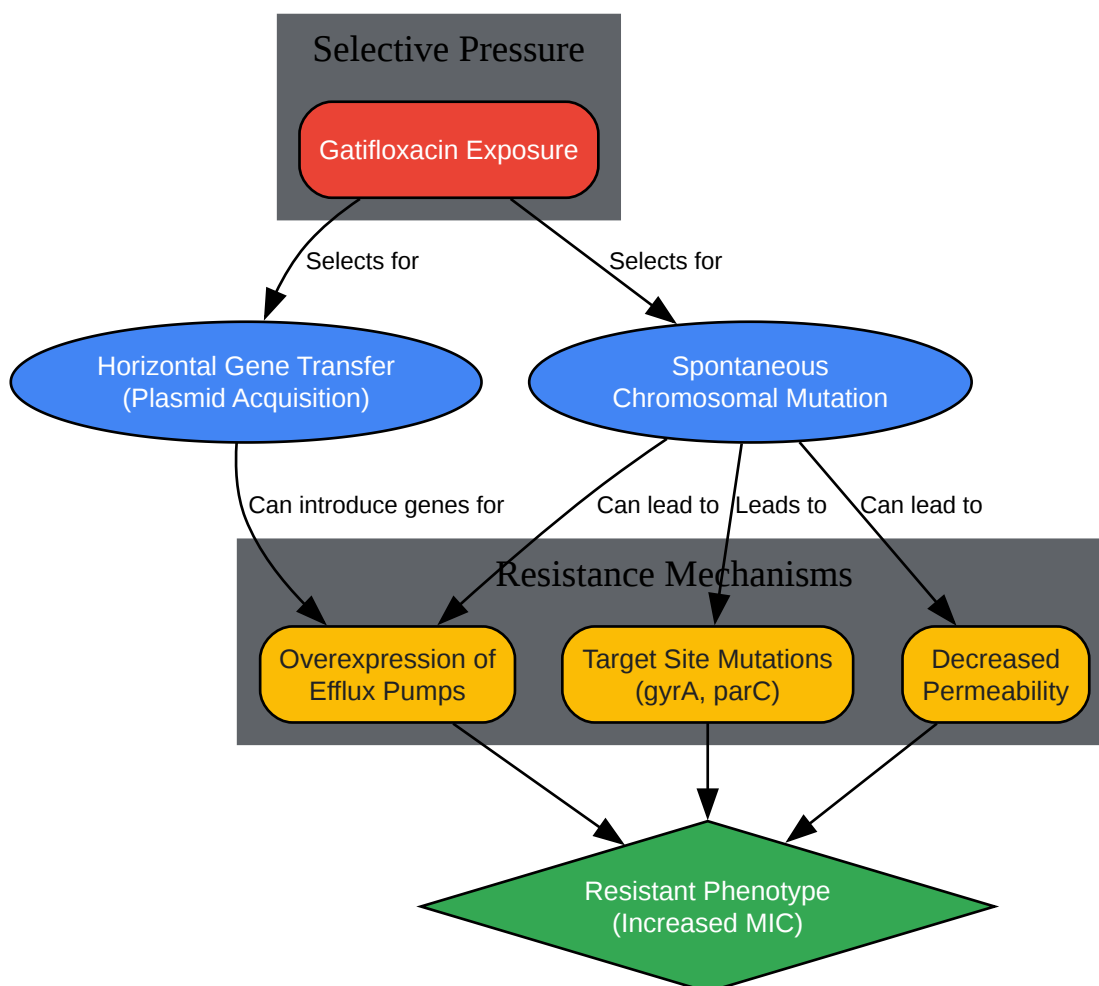 Selective Pressure
Gatifloxacin Exposure
Selects for
Selects for
Horizontal Gene Transfer
(Plasmid Acquisition)
Spontaneous
Chromosomal Mutation
Can introduce genes for
Can lead to
Leads to
Can lead to
Resistance Mechanisms
Overexpression of
Efflux Pumps
Target Site Mutations
(gyrA, parC)
Decreased
Permeability
Resistant Phenotype
(Increased MIC)